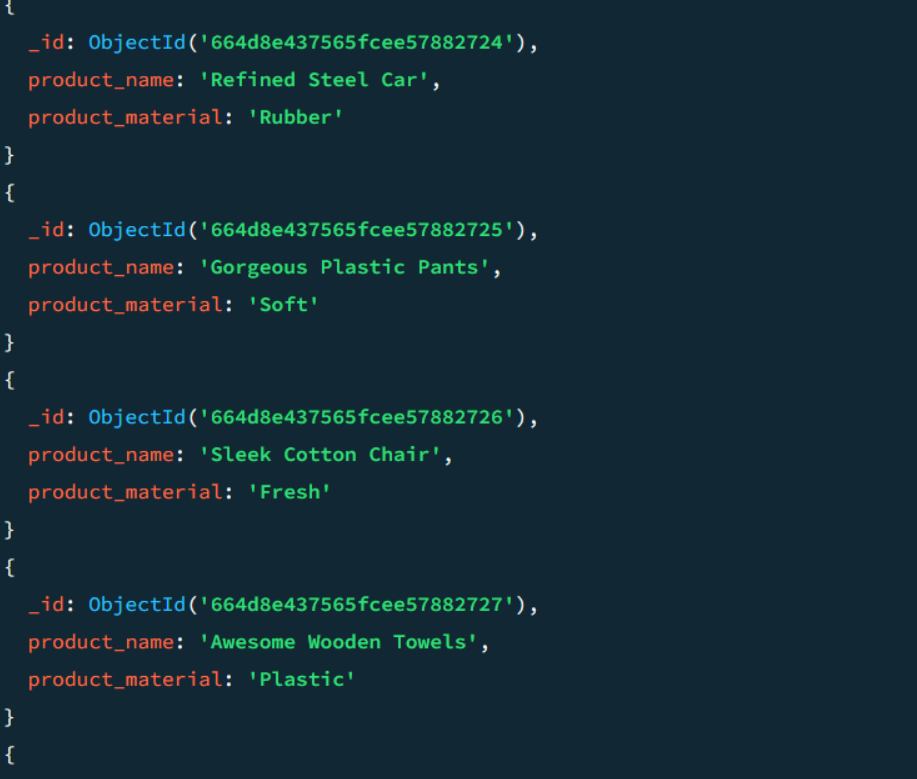 {
  _id: ObjectId('664d8e437565fcee57882724'),
  product_name: 'Refined Steel Car',
  product_material: 'Rubber'
}
{
  _id: ObjectId('664d8e437565fcee57882725'),
  product_name: 'Gorgeous Plastic Pants',
  product_material: 'Soft'
}
{
  _id: ObjectId('664d8e437565fcee57882726'),
  product_name: 'Sleek Cotton Chair',
  product_material: 'Fresh'
}
{
  _id: ObjectId('664d8e437565fcee57882727'),
  product_name: 'Awesome Wooden Towels',
  product_material: 'Plastic'
}
{